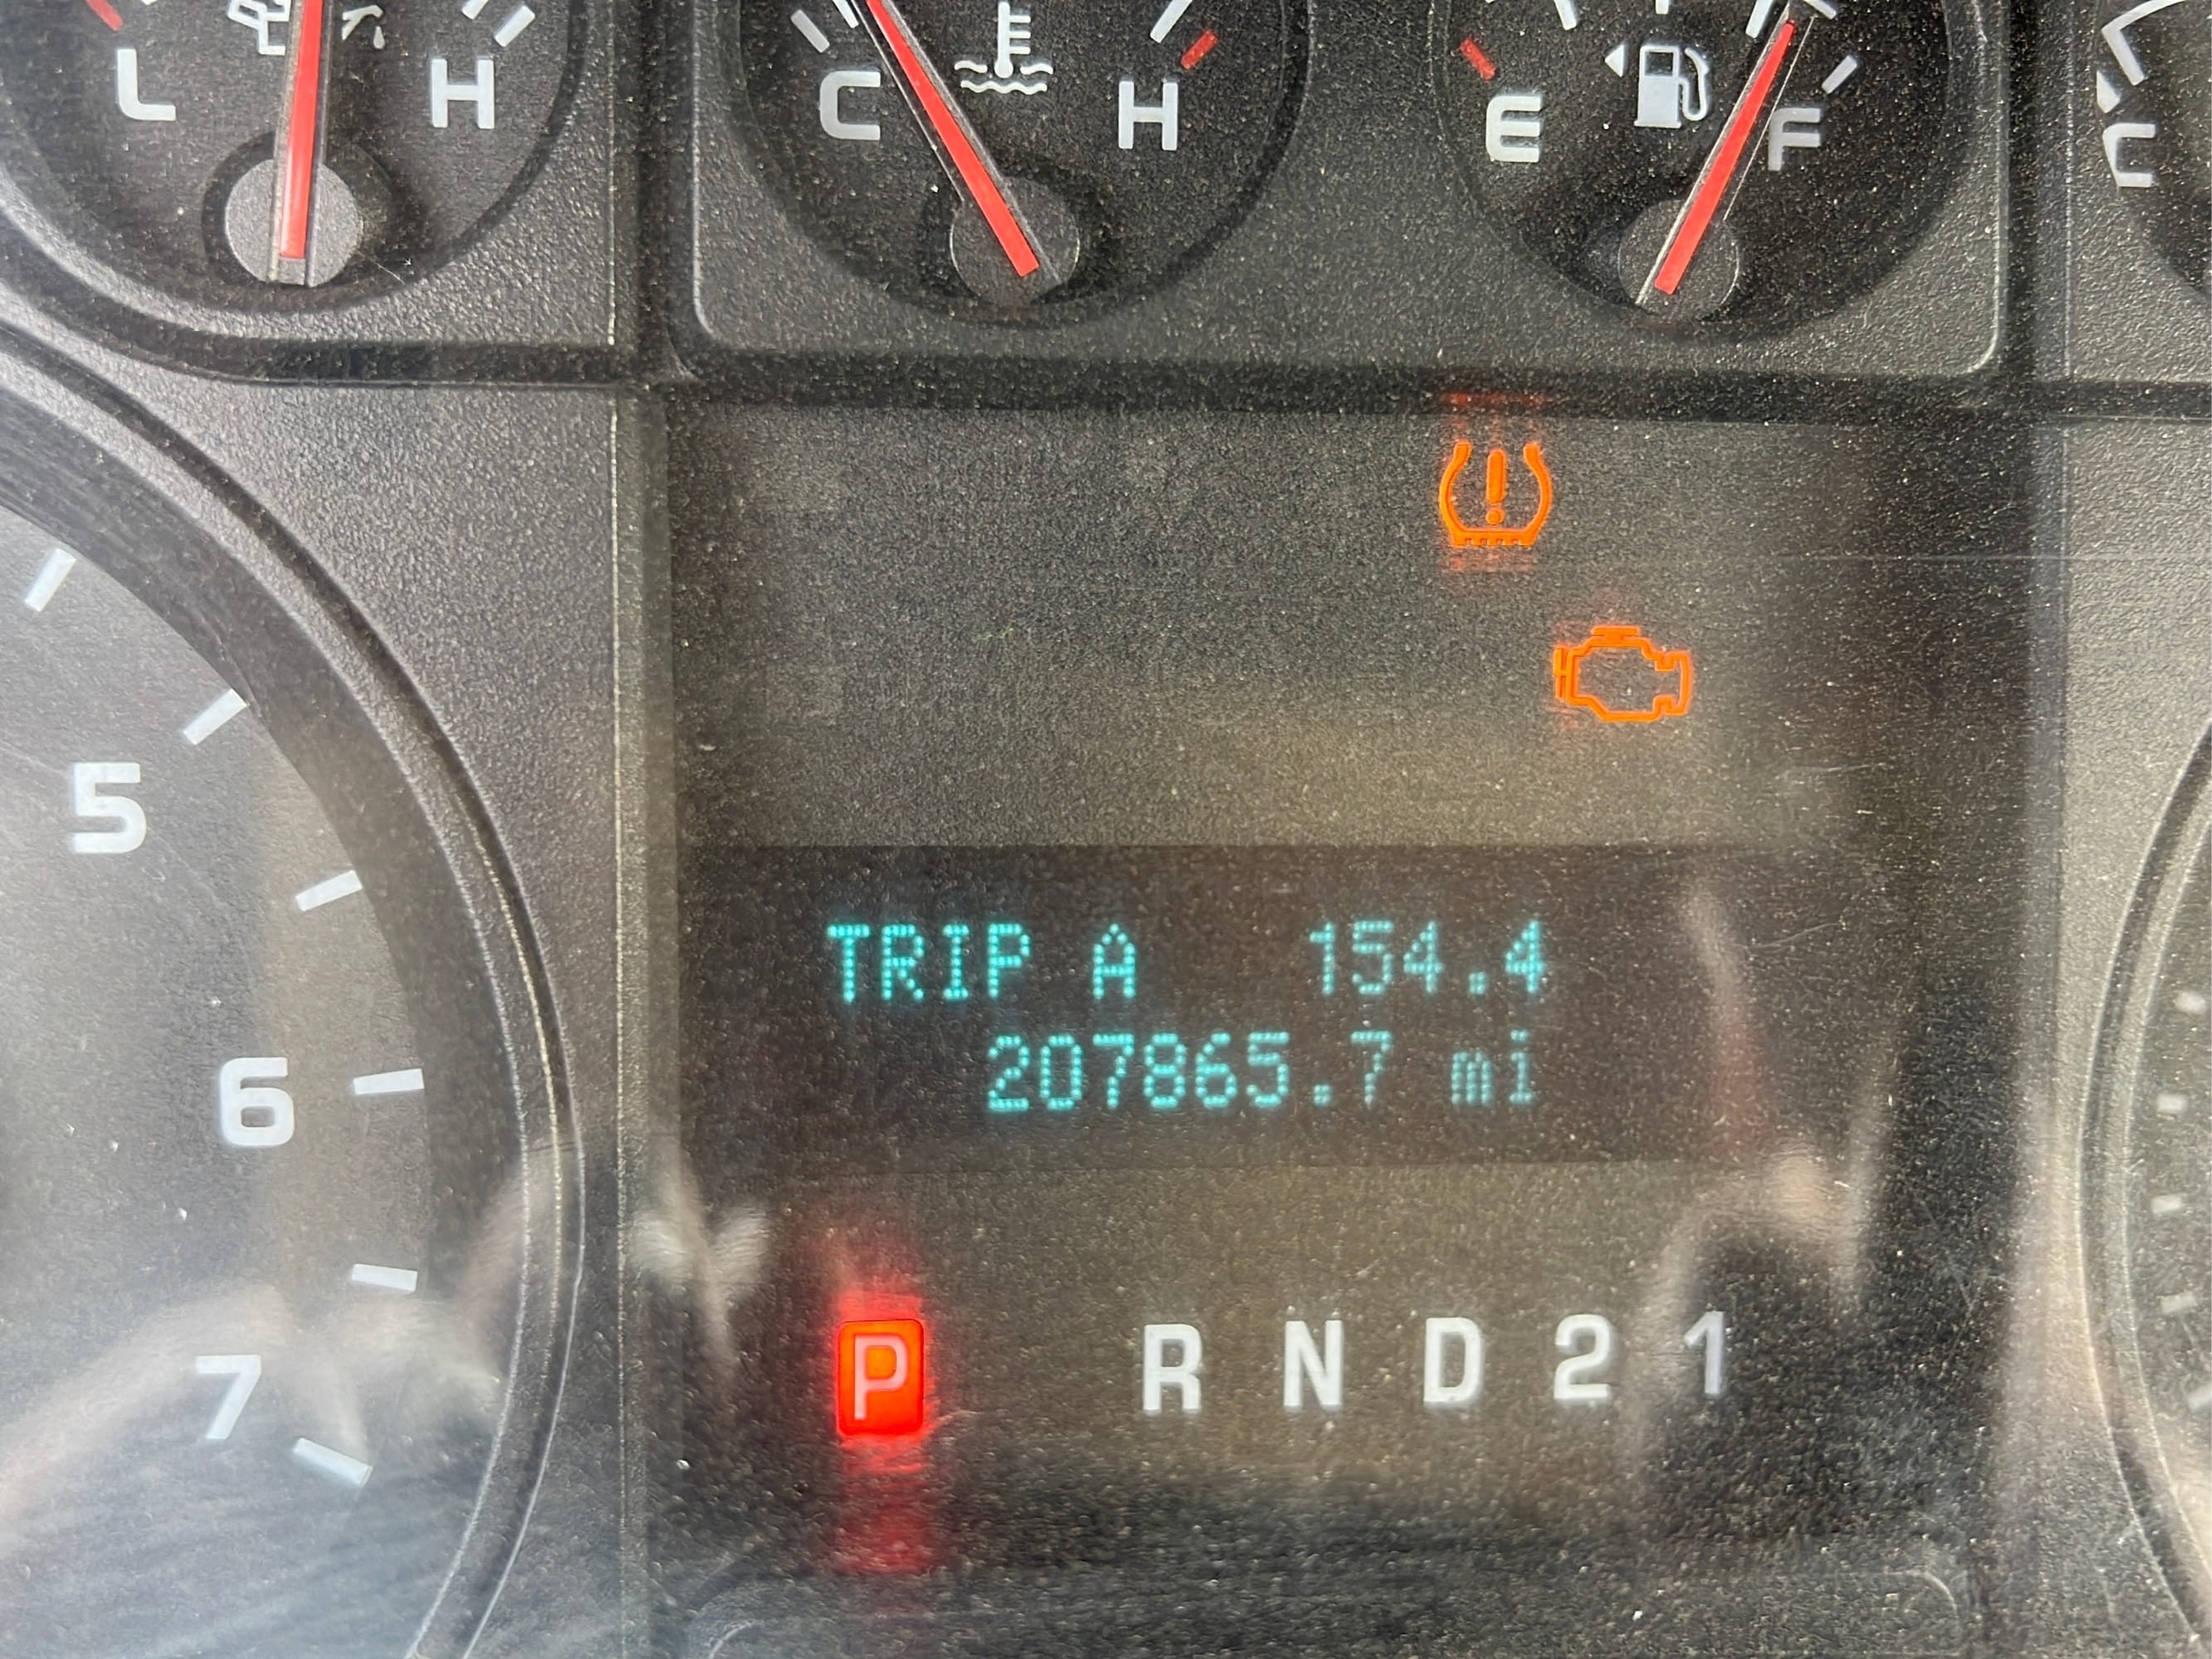 L H
C H
E F
C
5
TRIP A 154.4
207865.7 mi
6
P R N D 2 1
7